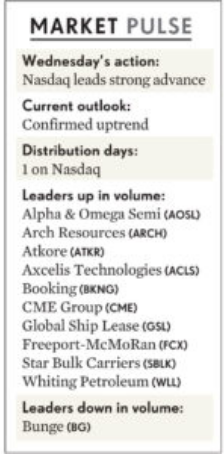 MARKET PULSE
Wednesday's action:
Nasdaq leads strong advance
Current outlook:
Confirmed uptrend
Distribution days:
1 on Nasdaq
Leaders up in volume:
Alpha & Omega Semi (AOSL)
Arch Resources (ARCH)
Atkore (ATKR)
Axcelis Technologies (ACLS)
Booking (BKNG)
CME Group (CME)
Global Ship Lease (GSL)
Freeport-McMoRan (FCX)
Star Bulk Carriers (SBLK)
Whiting Petroleum (WLL)
Leaders down in volume:
Bunge (BG)